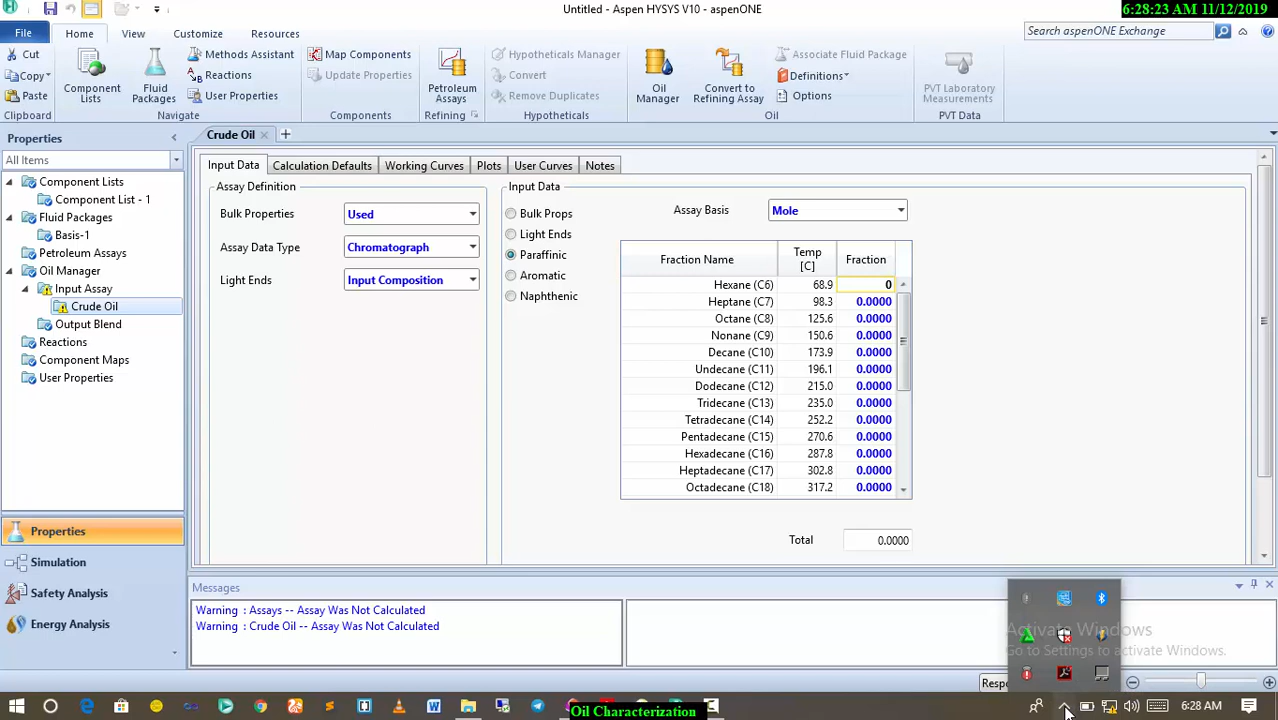 Untitled - Aspen HYSYS V10 - aspenONE
6:28:23 AM 11/12/2019
File Home View Customize Resources
Search aspenONE Exchange
Cut
Copy
Paste
Clipboard
Component Lists
Fluid Packages
Methods Assistant
Reactions
User Properties
Navigate
Map Components
Update Properties
Components
Petroleum Assays
Refining
Hypotheticals Manager
Convert
Remove Duplicates
Hypotheticals
Oil Manager
Convert to Refining Assay
Associate Fluid Package
Definitions
Options
Oil
PVT Laboratory Measurements
PVT Data
Properties
All Items
Component Lists
Component List - 1
Fluid Packages
Basis-1
Petroleum Assays
Oil Manager
Input Assay
Crude Oil
Output Blend
Reactions
Component Maps
User Properties
Properties
Simulation
Safety Analysis
Energy Analysis
Crude Oil
Input Data Calculation Defaults Working Curves Plots User Curves Notes
Assay Definition
Bulk Properties Used
Assay Data Type Chromatograph
Light Ends Input Composition
Input Data
Bulk Props
Light Ends
Paraffinic
Aromatic
Naphthenic
Assay Basis Mole
Fraction Name Temp [C] Fraction
Hexane (C6) 68.9 0
Heptane (C7) 98.3 0.0000
Octane (C8) 125.6 0.0000
Nonane (C9) 150.6 0.0000
Decane (C10) 173.9 0.0000
Undecane (C11) 196.1 0.0000
Dodecane (C12) 215.0 0.0000
Tridecane (C13) 235.0 0.0000
Tetradecane (C14) 252.2 0.0000
Pentadecane (C15) 270.6 0.0000
Hexadecane (C16) 287.8 0.0000
Heptadecane (C17) 302.8 0.0000
Octadecane (C18) 317.2 0.0000
Total 0.0000
Messages
Warning : Assays -- Assay Was Not Calculated
Warning : Crude Oil -- Assay Was Not Calculated
Activate Windows
Go to Settings to activate Windows.
Oil Characterization
6:28 AM